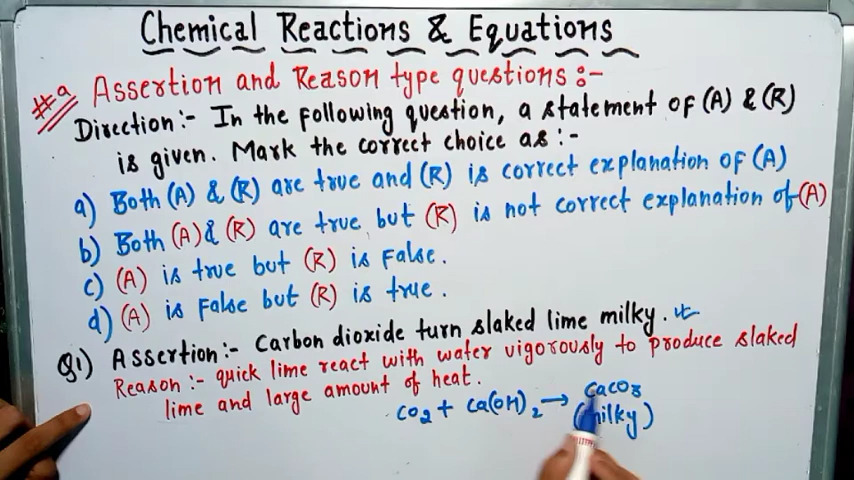 Chemical Reactions & Equations
##Q Assertion and Reason type questions :-
Direction:- In the following question, a statement of (A) & (R)
is given. Mark the correct choice as :-
a) Both (A) & (R) are true and (R) is correct explanation of (A)
b) Both (A) & (R) are true but (R) is not correct explanation of (A)
c) (A) is true but (R) is False.
d) (A) is False but (R) is true.
Q1) Assertion:- Carbon dioxide turn slaked lime milky.
Reason :- quick lime react with water vigorously to produce slaked
lime and large amount of heat.
CO2 + Ca(OH)2 → CaCO3
(milky)